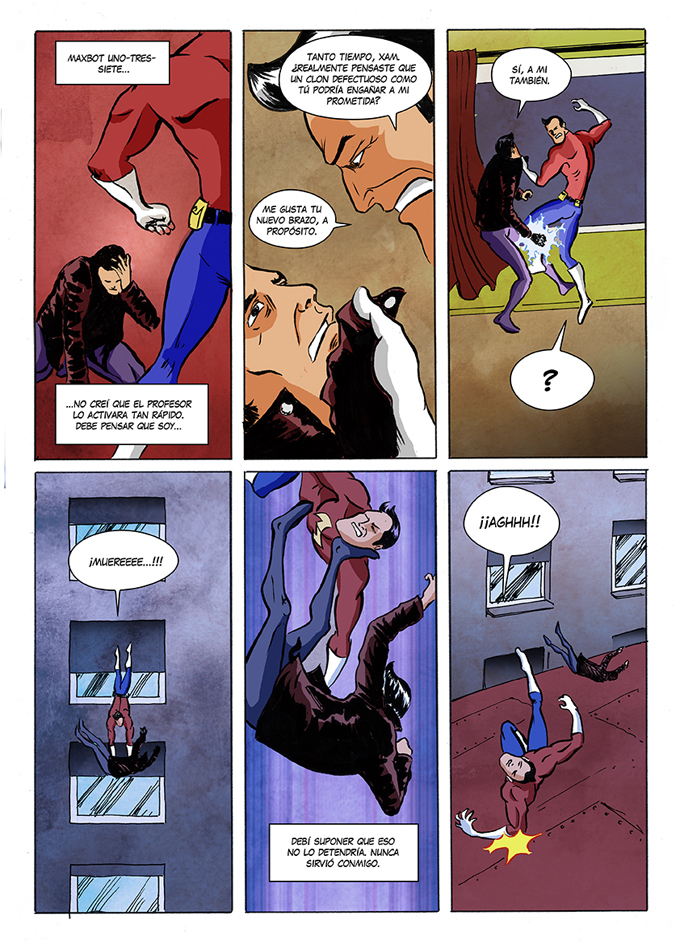 MAXBOT UNO-TRES-
SIETE...
...NO CREÍ QUE EL PROFESOR
LO ACTIVARA TAN RÁPIDO.
DEBE PENSAR QUE SOY...
TANTO TIEMPO, XAM.
¿REALMENTE PENSASTE QUE
UN CLON DEFECTUOSO COMO
TÚ PODRÍA ENGAÑAR A MI
PROMETIDA?
ME GUSTA TU
NUEVO BRAZO, A
PROPÓSITO.
SÍ, A MI
TAMBIÉN.
?
¡MUEREEEE...!!!
DEBÍ SUPONER QUE ESO
NO LO DETENDRÍA. NUNCA
SIRVIÓ CONMIGO.
¡¡AGHHH!!